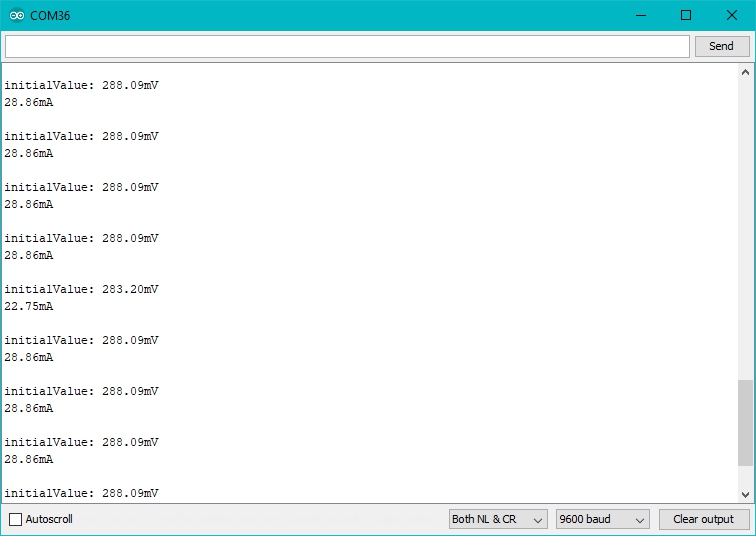 COM36
Send
initialValue: 288.09mV
28.86mA
initialValue: 288.09mV
28.86mA
initialValue: 288.09mV
28.86mA
initialValue: 288.09mV
28.86mA
initialValue: 283.20mV
22.75mA
initialValue: 288.09mV
28.86mA
initialValue: 288.09mV
28.86mA
initialValue: 288.09mV
28.86mA
initialValue: 288.09mV
Autoscroll
Both NL & CR
9600 baud
Clear output